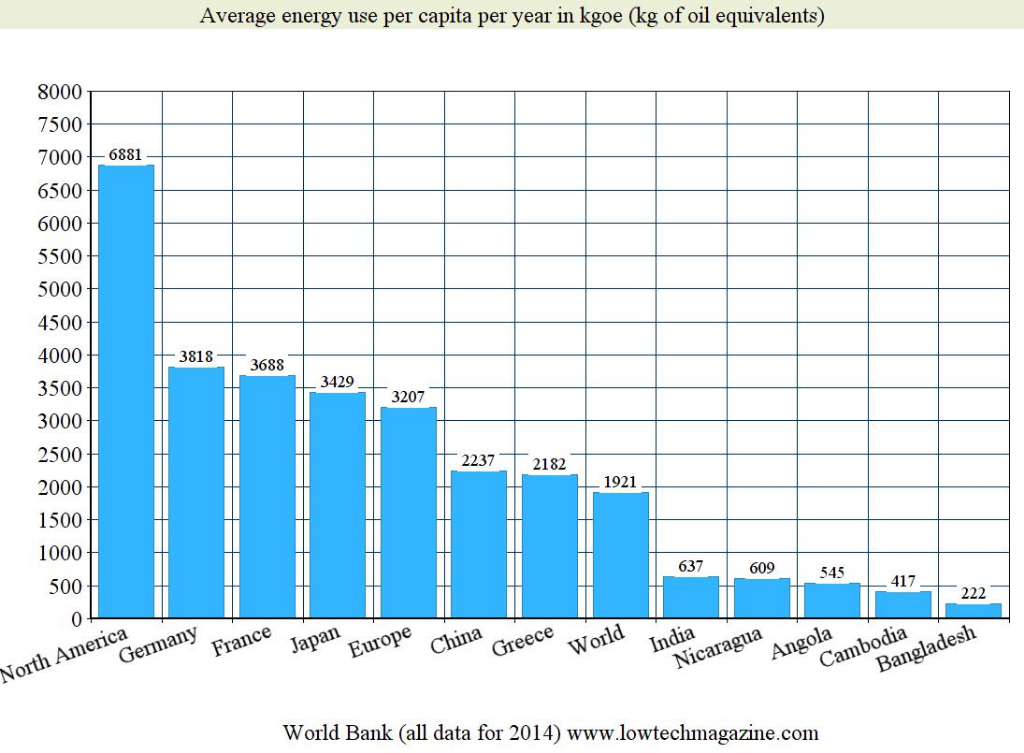 Average energy use per capita per year in kgoe (kg of oil equivalents)
8000
7500
7000
6500
6000
5500
5000
4500
4000
3500
3000
2500
2000
1500
1000
500
0
6881
3818
3688
3429
3207
2237
2182
1921
637
609
545
417
222
North America
Germany
France
Japan
Europe
China
Greece
World
India
Nicaragua
Angola
Cambodia
Bangladesh
World Bank (all data for 2014) www.lowtechmagazine.com